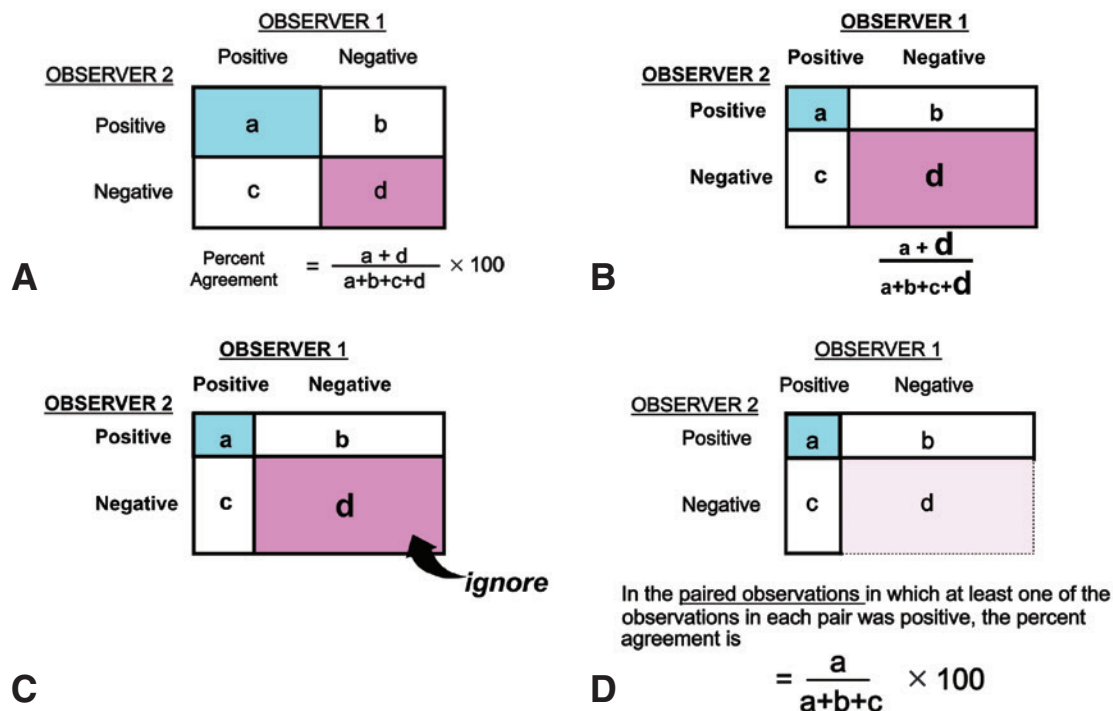 OBSERVER 1
Positive Negative
OBSERVER 2
Positive a b
Negative c d
Percent
Agreement = a + d / a+b+c+d × 100
A
OBSERVER 1
Positive Negative
OBSERVER 2
Positive a b
Negative c d
a + d
a+b+c+d
B
OBSERVER 1
Positive Negative
OBSERVER 2
Positive a b
Negative c d
ignore
C
OBSERVER 1
Positive Negative
OBSERVER 2
Positive a b
Negative c d
In the paired observations in which at least one of the
observations in each pair was positive, the percent
agreement is
= a / a+b+c × 100
D